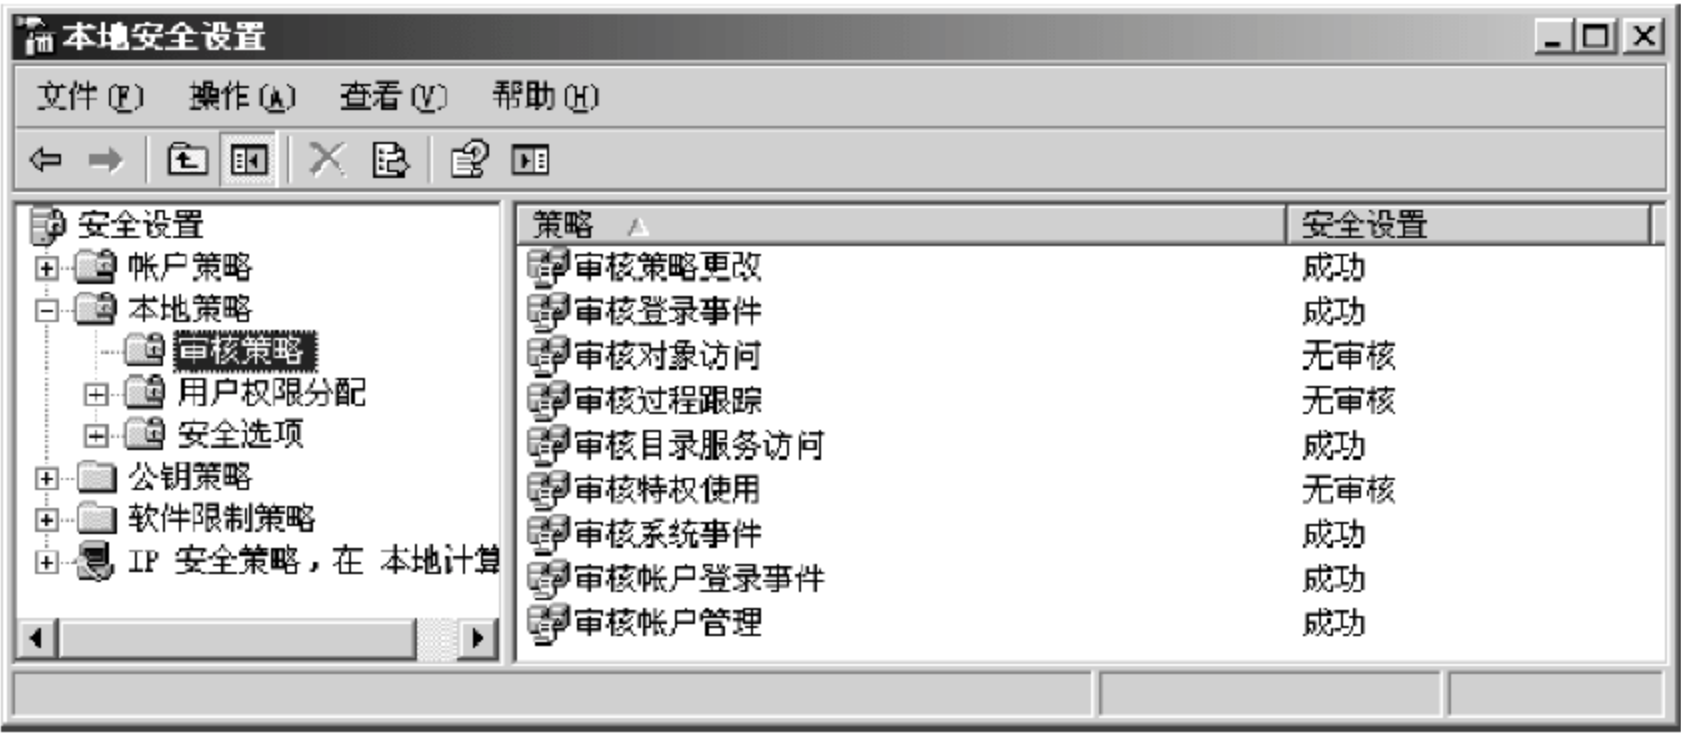 本地安全设置
文件(F) 操作(A) 查看(V) 帮助(H)
安全设置
帐户策略
本地策略
审核策略
用户权限分配
安全选项
公钥策略
软件限制策略
IP 安全策略，在 本地计算
策略 安全设置
审核策略更改 成功
审核登录事件 成功
审核对象访问 无审核
审核过程跟踪 无审核
审核目录服务访问 成功
审核特权使用 无审核
审核系统事件 成功
审核帐户登录事件 成功
审核帐户管理 成功